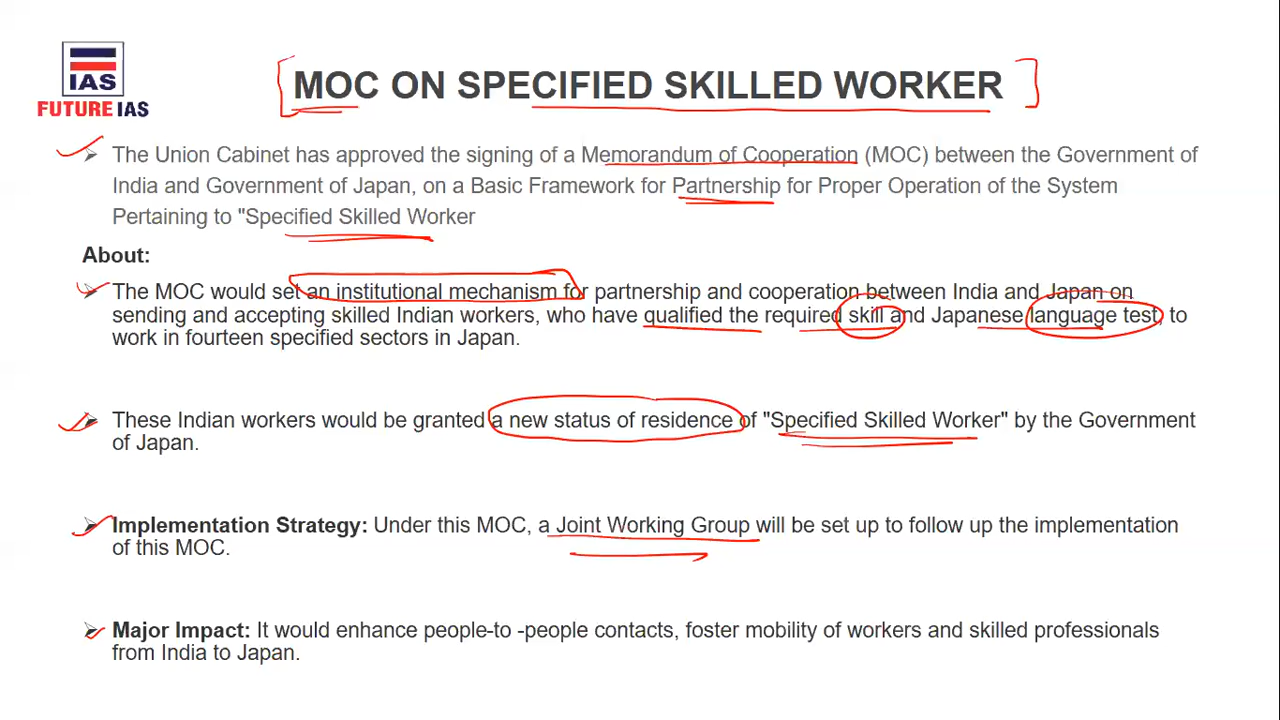 IAS
FUTURE IAS
MOC ON SPECIFIED SKILLED WORKER
The Union Cabinet has approved the signing of a Memorandum of Cooperation (MOC) between the Government of
India and Government of Japan, on a Basic Framework for Partnership for Proper Operation of the System
Pertaining to "Specified Skilled Worker
About:
The MOC would set an institutional mechanism for partnership and cooperation between India and Japan on
sending and accepting skilled Indian workers, who have qualified the required skill and Japanese language test, to
work in fourteen specified sectors in Japan.
These Indian workers would be granted a new status of residence of "Specified Skilled Worker" by the Government
of Japan.
Implementation Strategy: Under this MOC, a Joint Working Group will be set up to follow up the implementation
of this MOC.
Major Impact: It would enhance people-to -people contacts, foster mobility of workers and skilled professionals
from India to Japan.